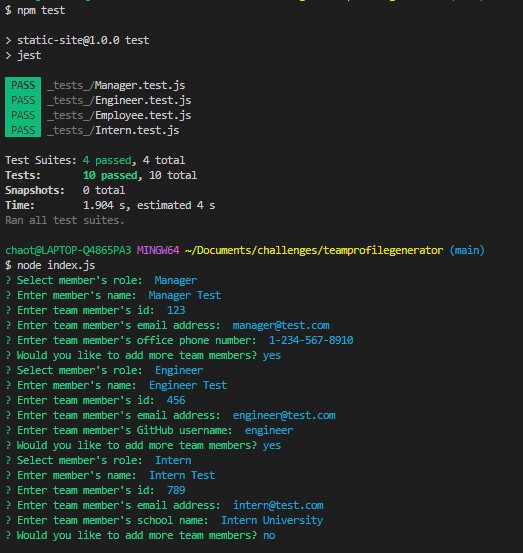 $ npm test
> static-site@1.0.0 test
> jest
PASS _tests_/Manager.test.js
PASS _tests_/Engineer.test.js
PASS _tests_/Employee.test.js
PASS _tests_/Intern.test.js
Test Suites: 4 passed, 4 total
Tests: 10 passed, 10 total
Snapshots: 0 total
Time: 1.904 s, estimated 4 s
Ran all test suites.
chaot@LAPTOP-Q4865PA3 MINGW64 ~/Documents/challenges/teamprofilegenerator (main)
$ node index.js
? Select member's role: Manager
? Enter member's name: Manager Test
? Enter team member's id: 123
? Enter team member's email address: manager@test.com
? Enter team member's office phone number: 1-234-567-8910
? Would you like to add more team members? yes
? Select member's role: Engineer
? Enter member's name: Engineer Test
? Enter team member's id: 456
? Enter team member's email address: engineer@test.com
? Enter team member's GitHub username: engineer
? Would you like to add more team members? yes
? Select member's role: Intern
? Enter member's name: Intern Test
? Enter team member's id: 789
? Enter team member's email address: intern@test.com
? Enter team member's school name: Intern University
? Would you like to add more team members? no